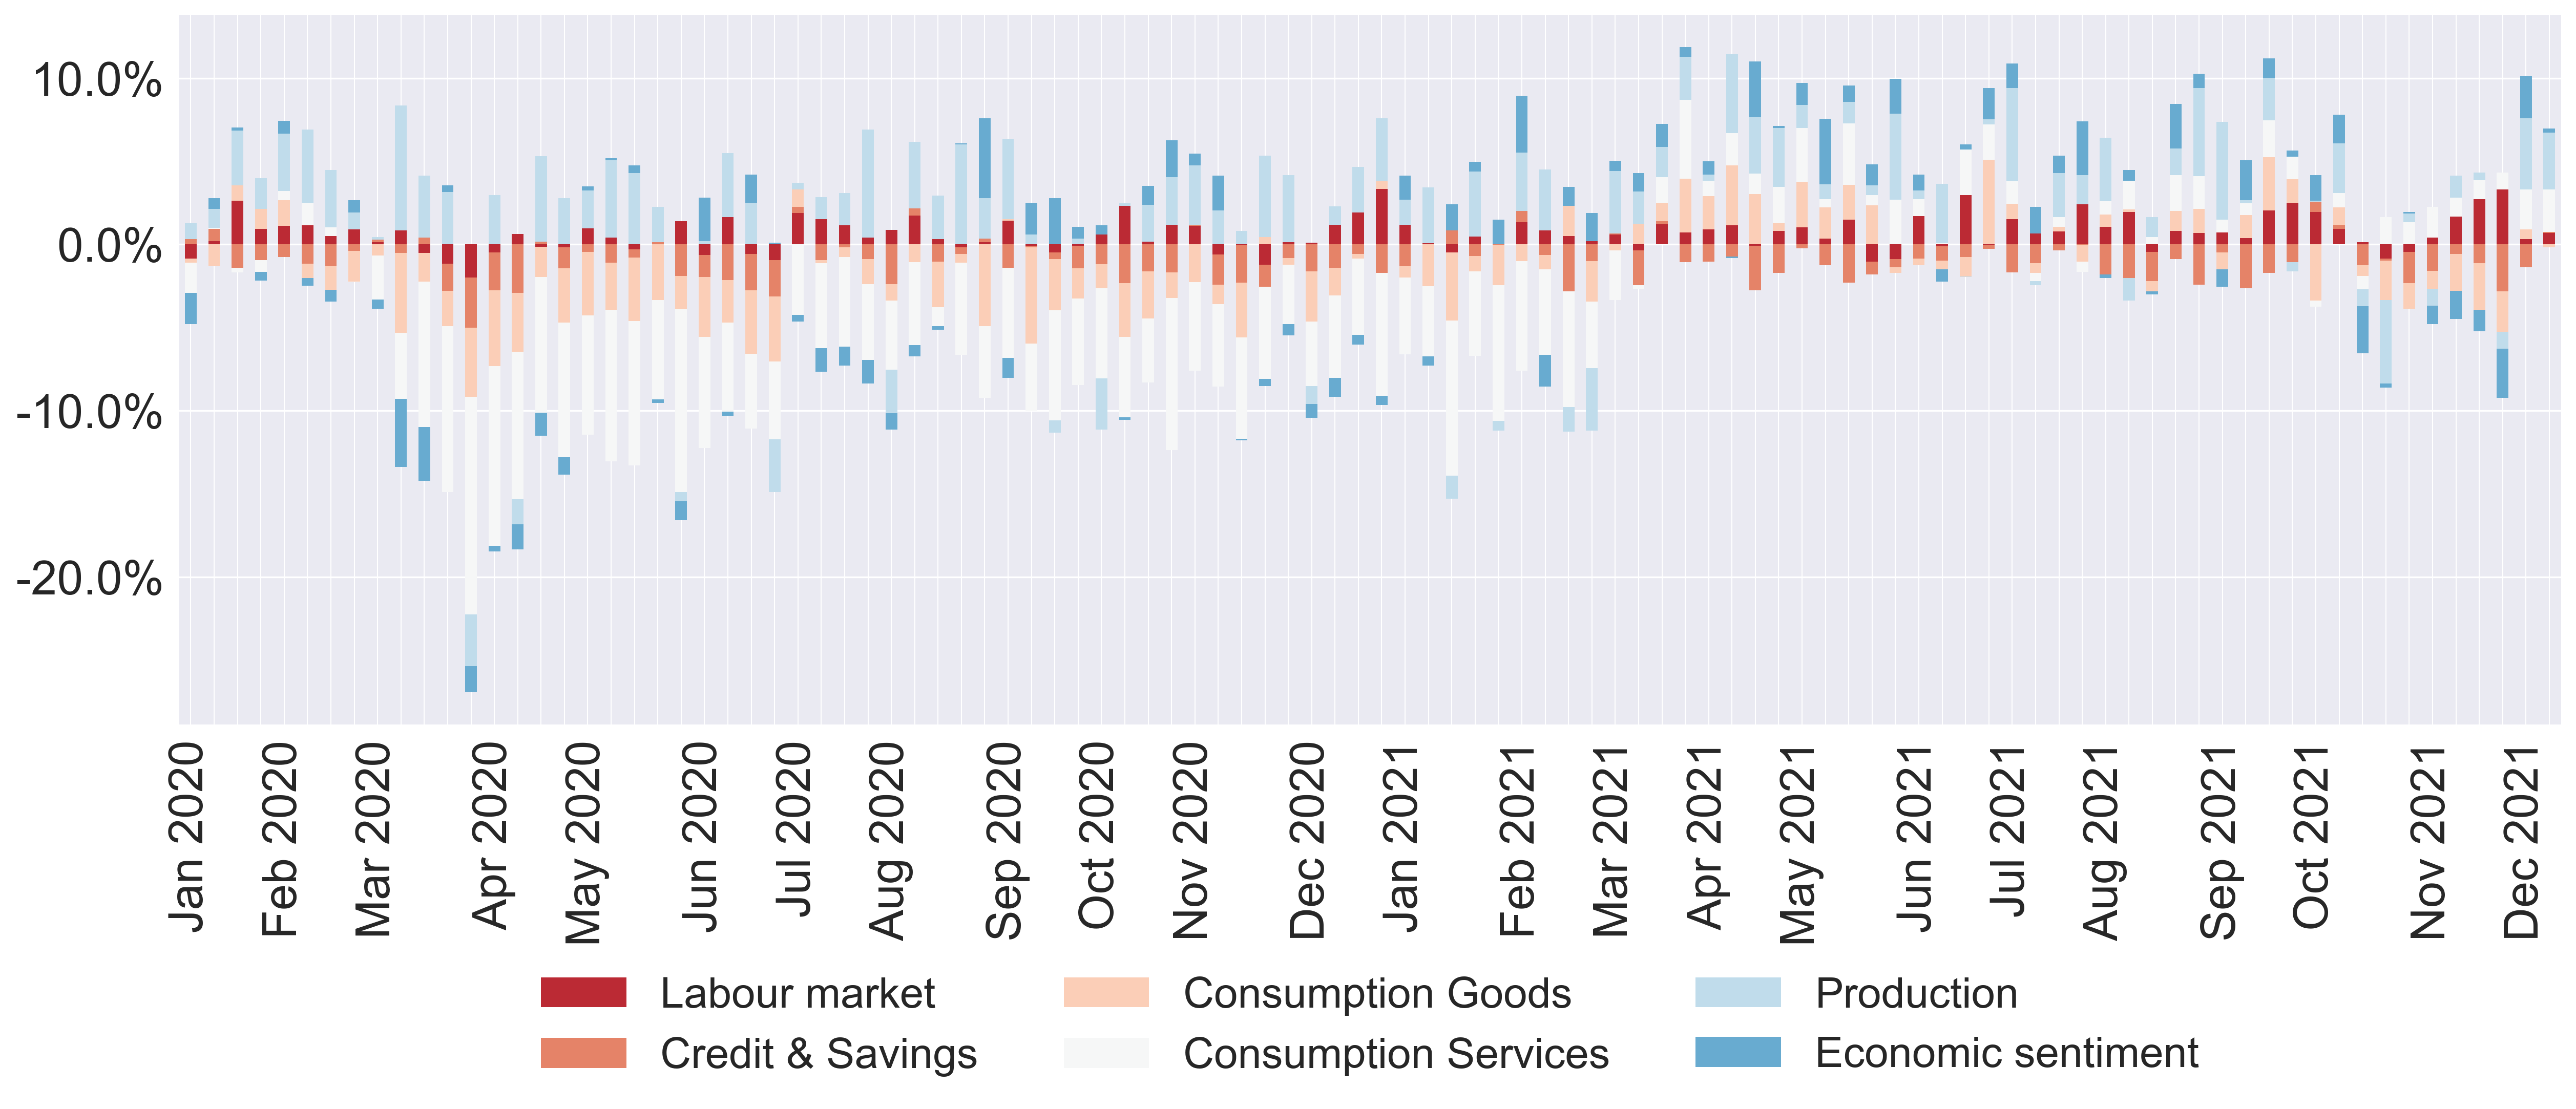 10.0%
0.0%
-10.0%
-20.0%
Jan 2020
Feb 2020
Mar 2020
Apr 2020
May 2020
Jun 2020
Jul 2020
Aug 2020
Sep 2020
Oct 2020
Nov 2020
Dec 2020
Jan 2021
Feb 2021
Mar 2021
Apr 2021
May 2021
Jun 2021
Jul 2021
Aug 2021
Sep 2021
Oct 2021
Nov 2021
Dec 2021
Labour market
Credit & Savings
Consumption Goods
Consumption Services
Production
Economic sentiment